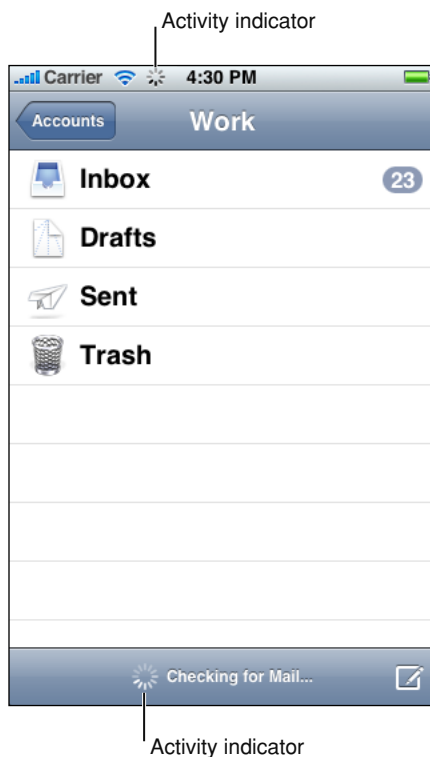 Activity indicator
Carrier 4:30 PM
Accounts Work
Inbox 23
Drafts
Sent
Trash
Checking for Mail...
Activity indicator